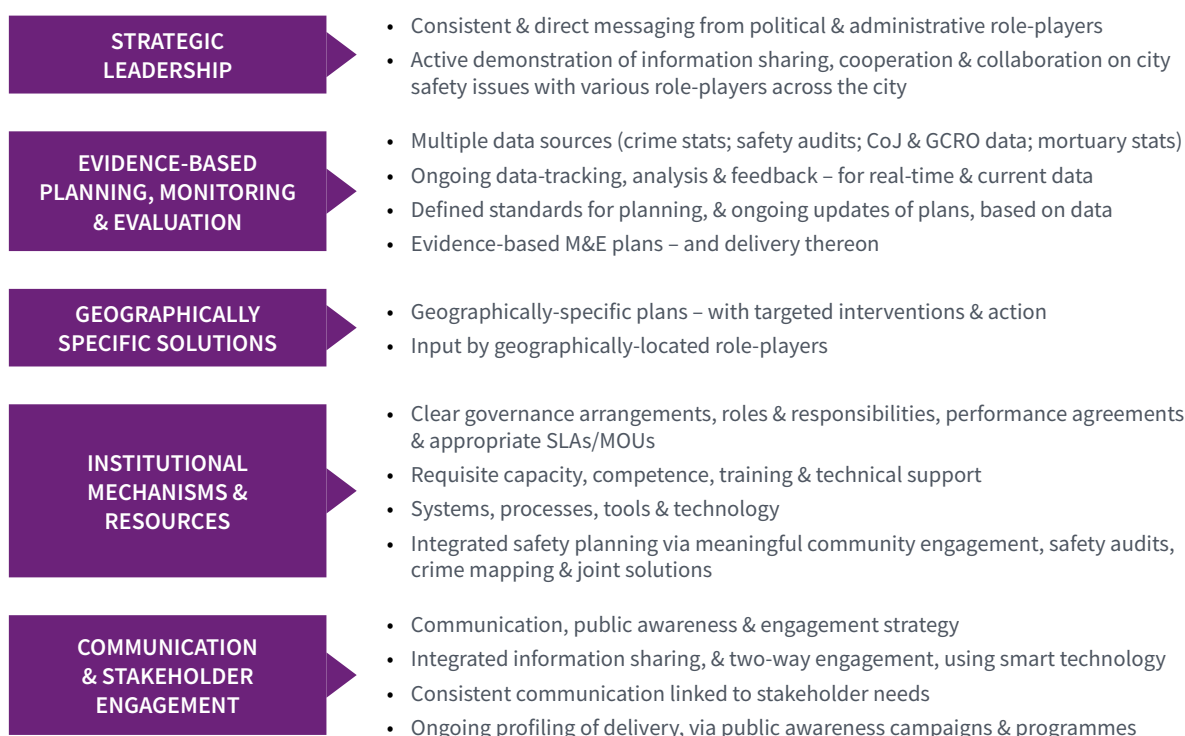 STRATEGIC
LEADERSHIP
• Consistent & direct messaging from political & administrative role-players
• Active demonstration of information sharing, cooperation & collaboration on city
safety issues with various role-players across the city
EVIDENCE-BASED
PLANNING, MONITORING
& EVALUATION
• Multiple data sources (crime stats; safety audits; CoJ & GCRO data; mortuary stats)
• Ongoing data-tracking, analysis & feedback – for real-time & current data
• Defined standards for planning, & ongoing updates of plans, based on data
• Evidence-based M&E plans – and delivery thereon
GEOGRAPHICALLY
SPECIFIC SOLUTIONS
• Geographically-specific plans – with targeted interventions & action
• Input by geographically-located role-players
INSTITUTIONAL
MECHANISMS &
RESOURCES
• Clear governance arrangements, roles & responsibilities, performance agreements
& appropriate SLAs/MOUs
• Requisite capacity, competence, training & technical support
• Systems, processes, tools & technology
• Integrated safety planning via meaningful community engagement, safety audits,
crime mapping & joint solutions
COMMUNICATION
& STAKEHOLDER
ENGAGEMENT
• Communication, public awareness & engagement strategy
• Integrated information sharing, & two-way engagement, using smart technology
• Consistent communication linked to stakeholder needs
• Ongoing profiling of delivery, via public awareness campaigns & programmes